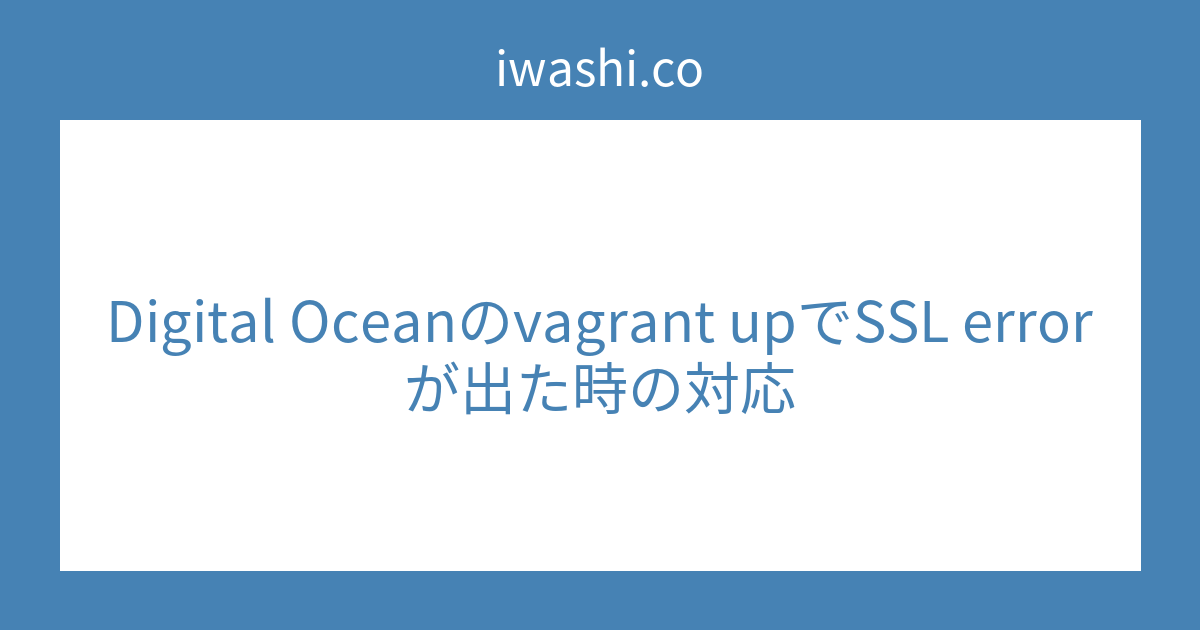 iwashi.co
Digital Oceanのvagrant upでSSL error
が出た時の対応